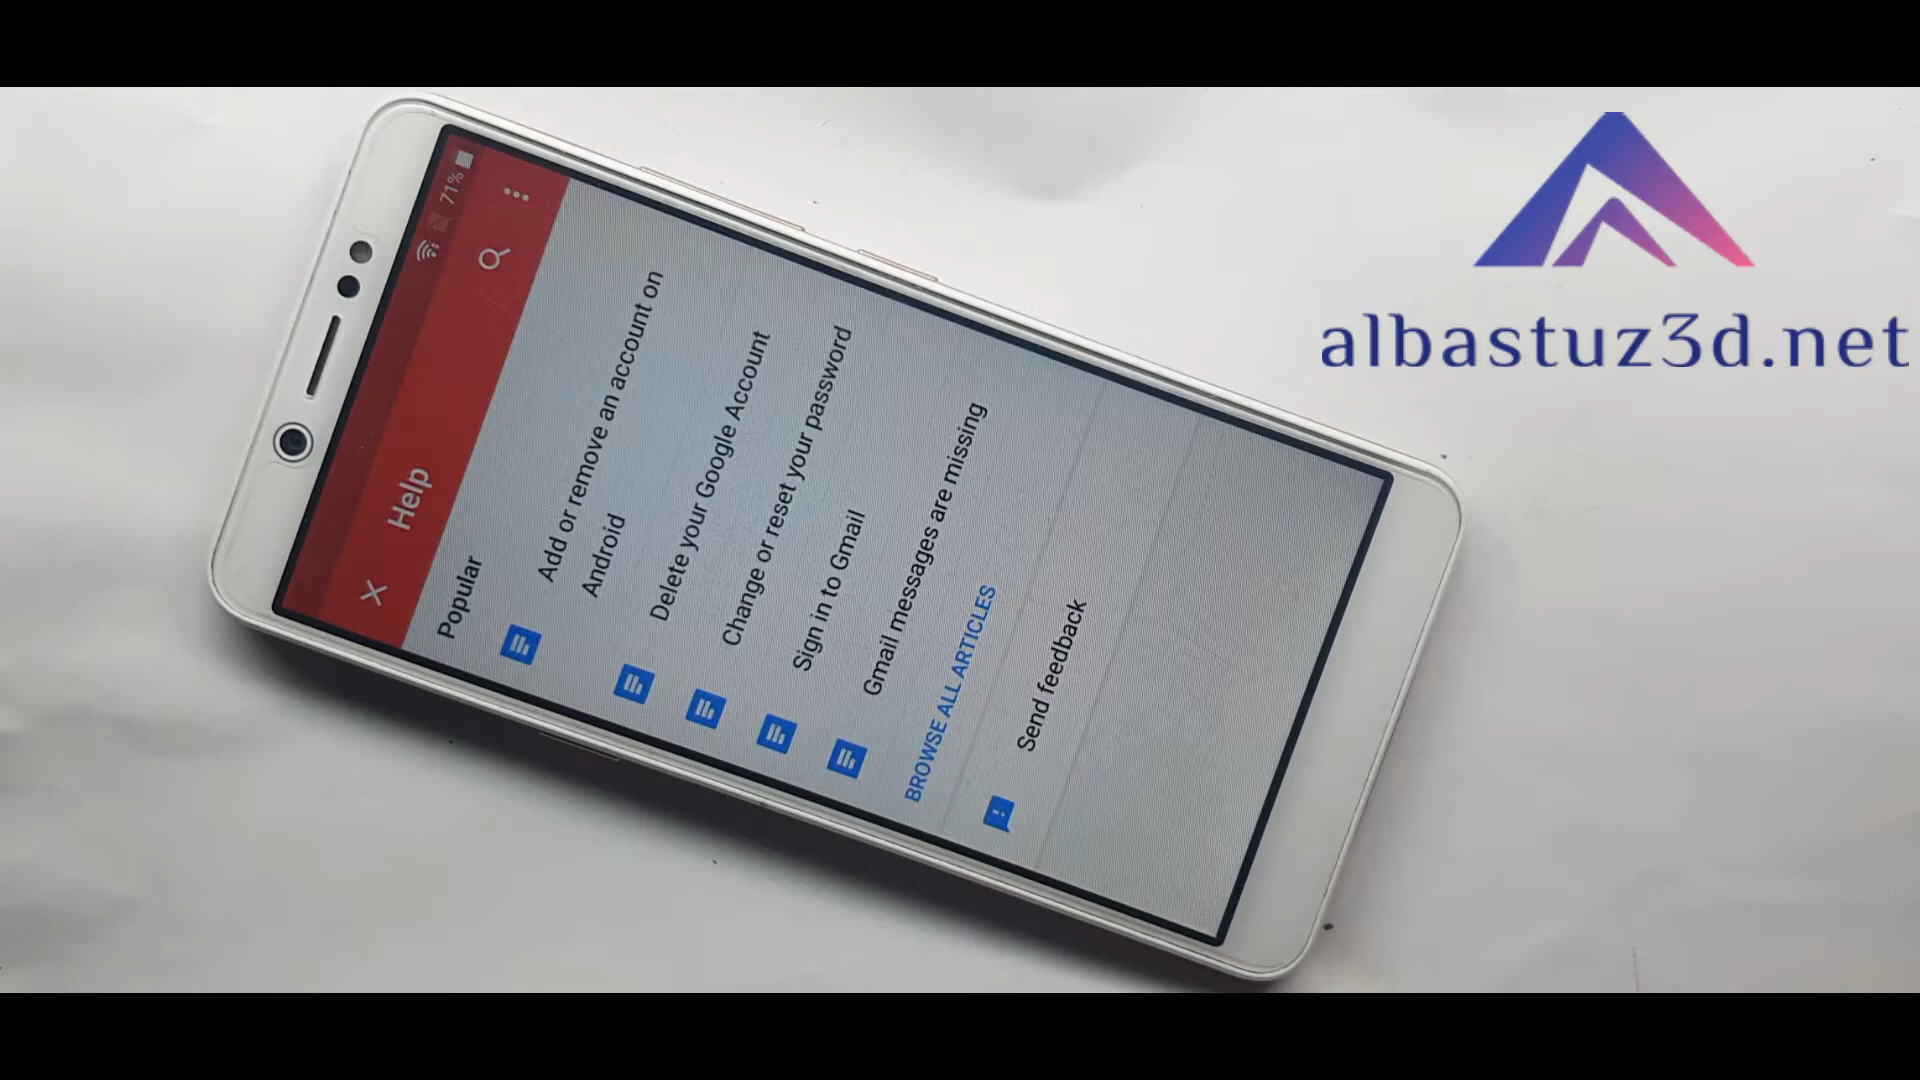 71%
Help
Popular
Add or remove an account on
Android
Delete your Google Account
Change or reset your password
Sign in to Gmail
Gmail messages are missing
BROWSE ALL ARTICLES
Send feedback
albastuz3d.net